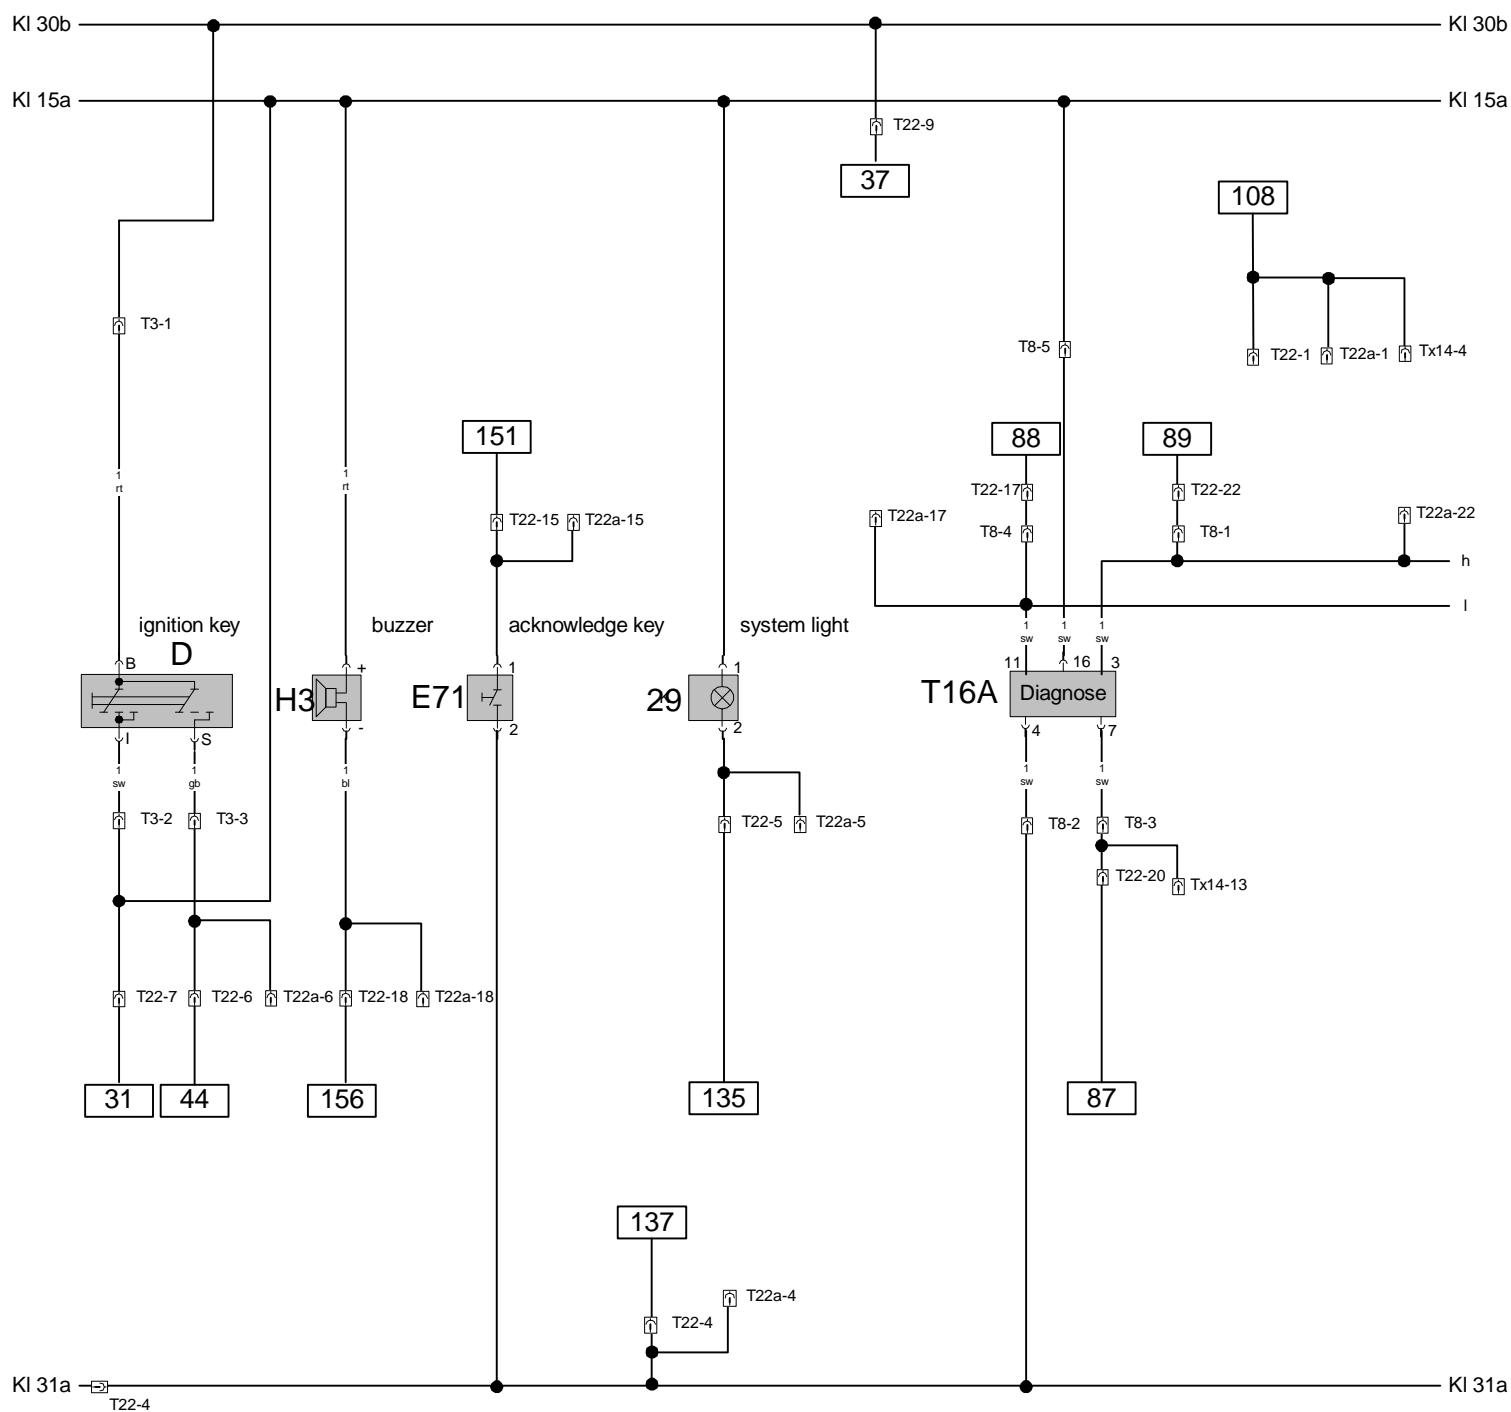 Kl 30b
Kl 30b
Kl 15a
Kl 15a
T22-9
37
108
T3-1
T8-5
T22-1
T22a-1
Tx14-4
151
88
89
1
rt
1
rt
T22-17
T22-22
T22-15
T22a-15
T22a-17
T8-4
T8-1
T22a-22
h
l
ignition key
buzzer
acknowledge key
system light
1
sw
1
sw
1
sw
D
B
+
1
1
11
16
3
H3
E71
29
T16A
Diagnose
I
S
-
2
2
4
7
1
sw
1
gb
1
bl
1
sw
1
sw
T3-2
T3-3
T22-5
T22a-5
T8-2
T8-3
T22-20
Tx14-13
T22-7
T22-6
T22a-6
T22-18
T22a-18
31
44
156
135
87
137
T22a-4
T22-4
Kl 31a
Kl 31a
T22-4